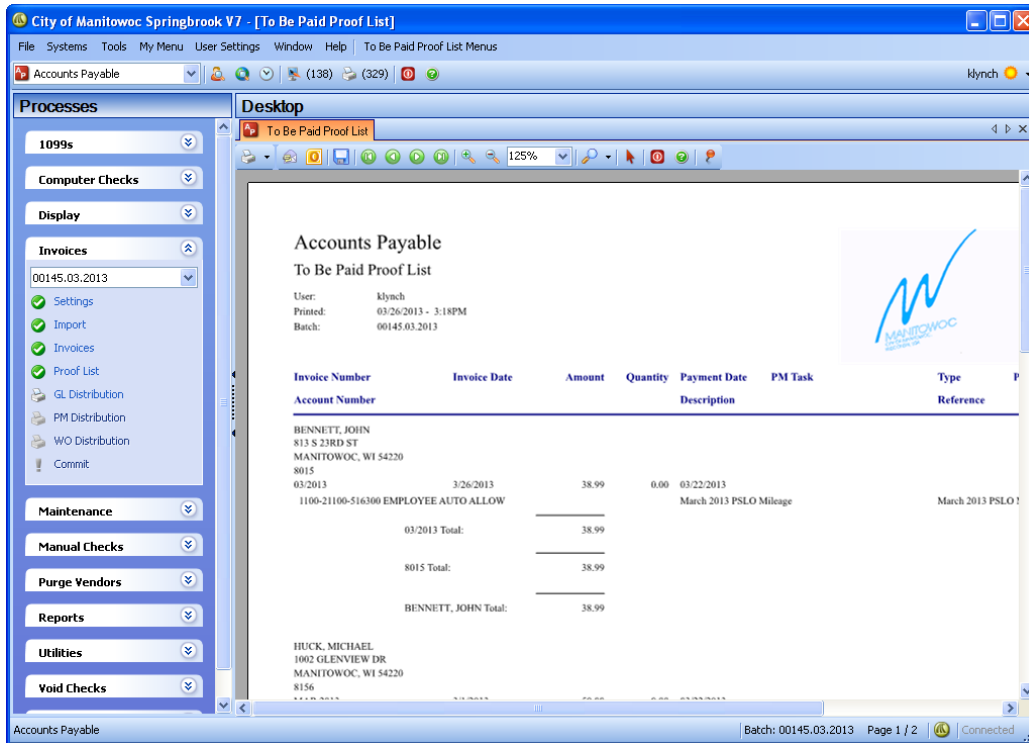 City of Manitowoc Springbrook V7 - [To Be Paid Proof List]
File Systems Tools My Menu User Settings Window Help To Be Paid Proof List Menus
Accounts Payable (138) (329) klynch
Processes
Desktop
To Be Paid Proof List
125%
1099s
Computer Checks
Display
Invoices
00145.03.2013
Settings
Import
Invoices
Proof List
GL Distribution
PM Distribution
WO Distribution
Commit
Maintenance
Manual Checks
Purge Vendors
Reports
Utilities
Void Checks
Accounts Payable
To Be Paid Proof List
User: klynch
Printed: 03/26/2013 - 3:18PM
Batch: 00145.03.2013
MANITOWOC
Invoice Number Invoice Date Amount Quantity Payment Date PM Task Type P
Account Number Description Reference
BENNETT, JOHN
813 S 23RD ST
MANITOWOC, WI 54220
8015
03/2013 3/26/2013 38.99 0.00 03/22/2013
1100-21100-516300 EMPLOYEE AUTO ALLOW March 2013 PSLO Mileage March 2013 PSLO
03/2013 Total: 38.99
8015 Total: 38.99
BENNETT, JOHN Total: 38.99
HUCK, MICHAEL
1002 GLENVIEW DR
MANITOWOC, WI 54220
8156
Accounts Payable Batch: 00145.03.2013 Page 1 / 2 Connected